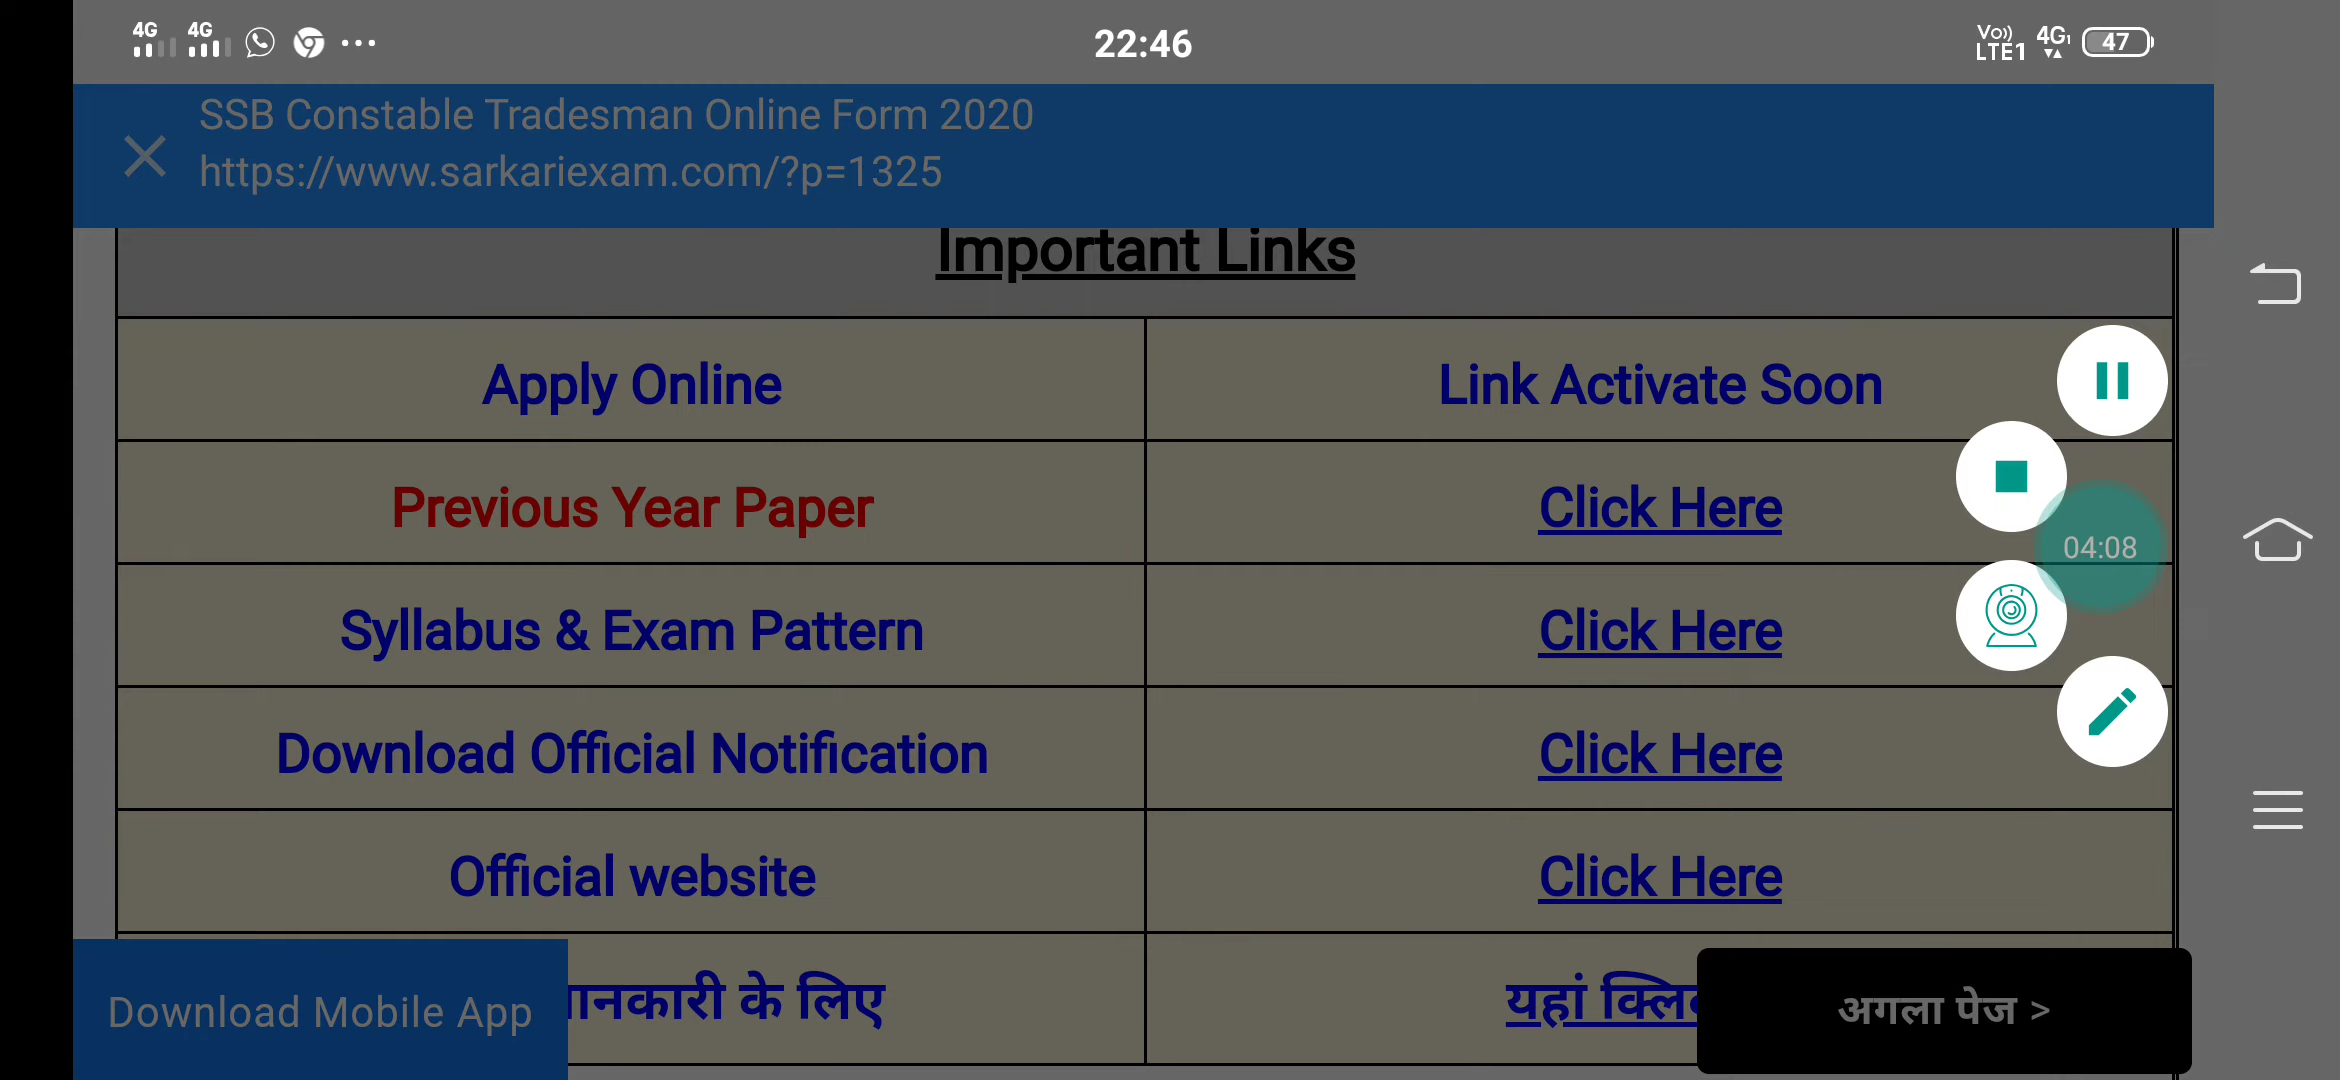 4G 4G 22:46 Vo)) LTE1 4G 47
SSB Constable Tradesman Online Form 2020
https://www.sarkariexam.com/?p=1325
Important Links
Apply Online Link Activate Soon
Previous Year Paper Click Here
Syllabus & Exam Pattern Click Here
04:08
Download Official Notification Click Here
Official website Click Here
के लिए यहां
Download Mobile App अगला पेज >